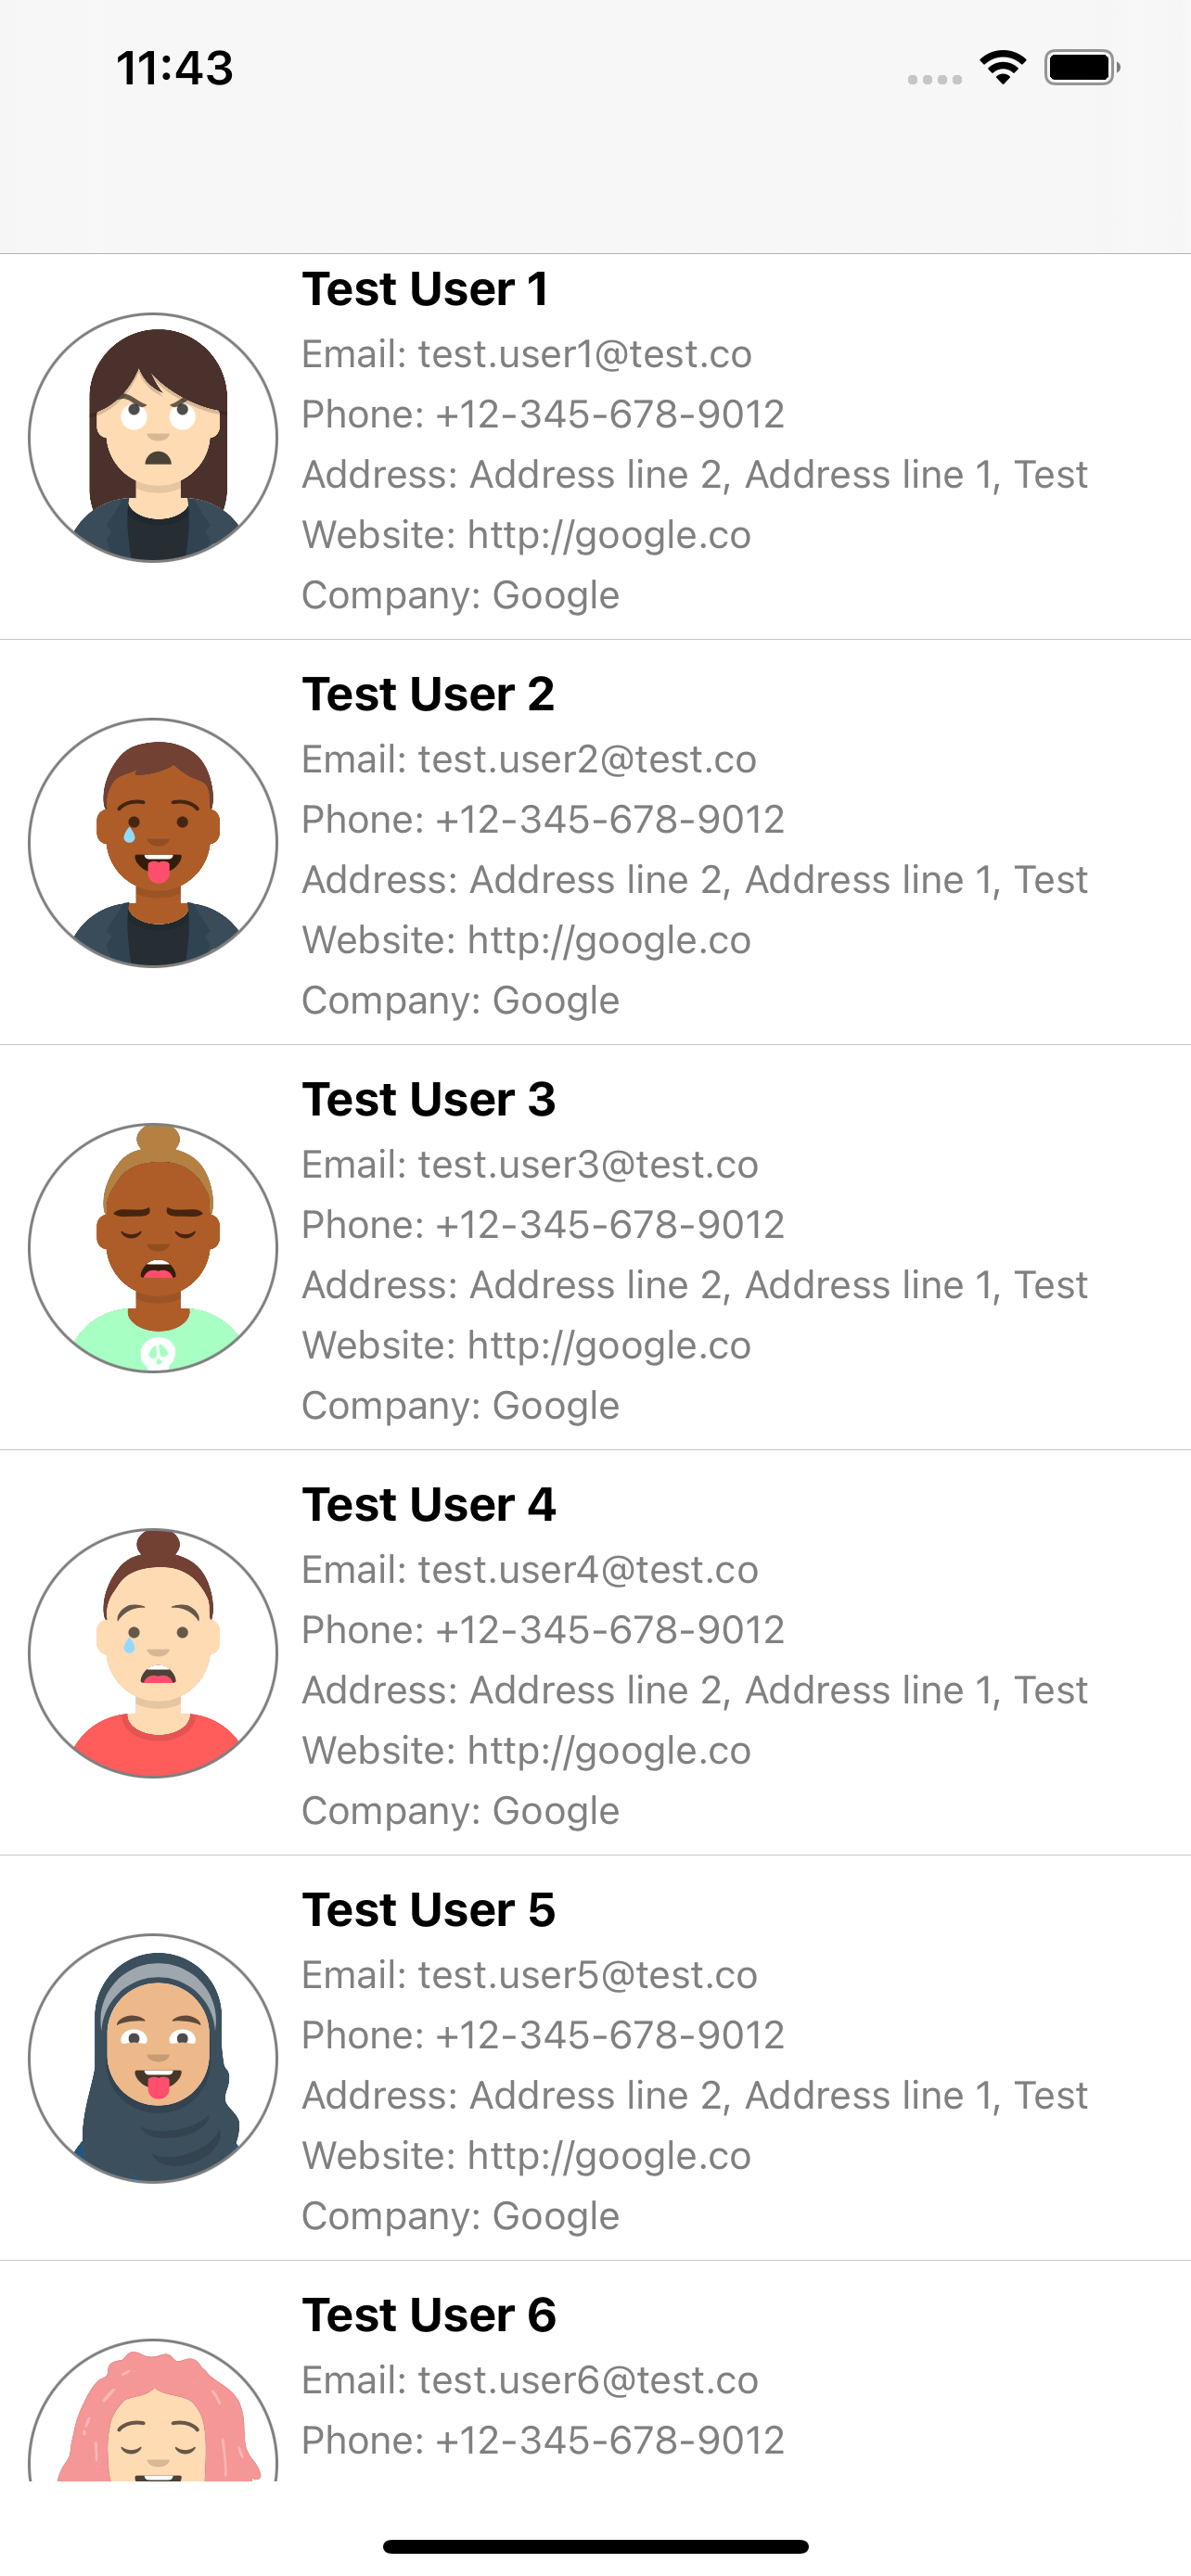 11:43
Test User 1
Email: test.user1@test.co
Phone: +12-345-678-9012
Address: Address line 2, Address line 1, Test
Website: http://google.co
Company: Google
Test User 2
Email: test.user2@test.co
Phone: +12-345-678-9012
Address: Address line 2, Address line 1, Test
Website: http://google.co
Company: Google
Test User 3
Email: test.user3@test.co
Phone: +12-345-678-9012
Address: Address line 2, Address line 1, Test
Website: http://google.co
Company: Google
Test User 4
Email: test.user4@test.co
Phone: +12-345-678-9012
Address: Address line 2, Address line 1, Test
Website: http://google.co
Company: Google
Test User 5
Email: test.user5@test.co
Phone: +12-345-678-9012
Address: Address line 2, Address line 1, Test
Website: http://google.co
Company: Google
Test User 6
Email: test.user6@test.co
Phone: +12-345-678-9012